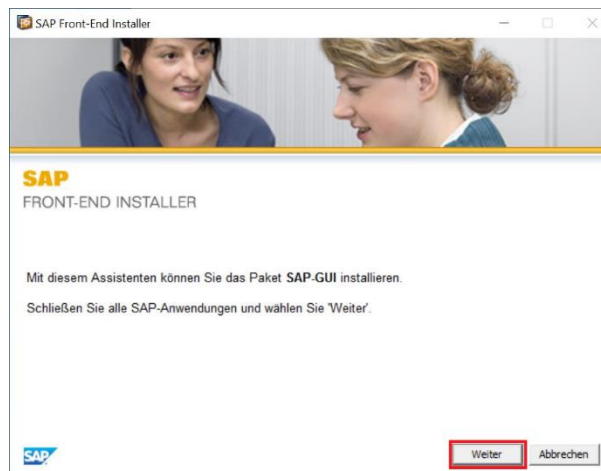 SAP Front-End Installer
SAP
FRONT-END INSTALLER
Mit diesem Assistenten können Sie das Paket SAP-GUI installieren.
Schließen Sie alle SAP-Anwendungen und wählen Sie 'Weiter'.
SAP
Weiter
Abbrechen